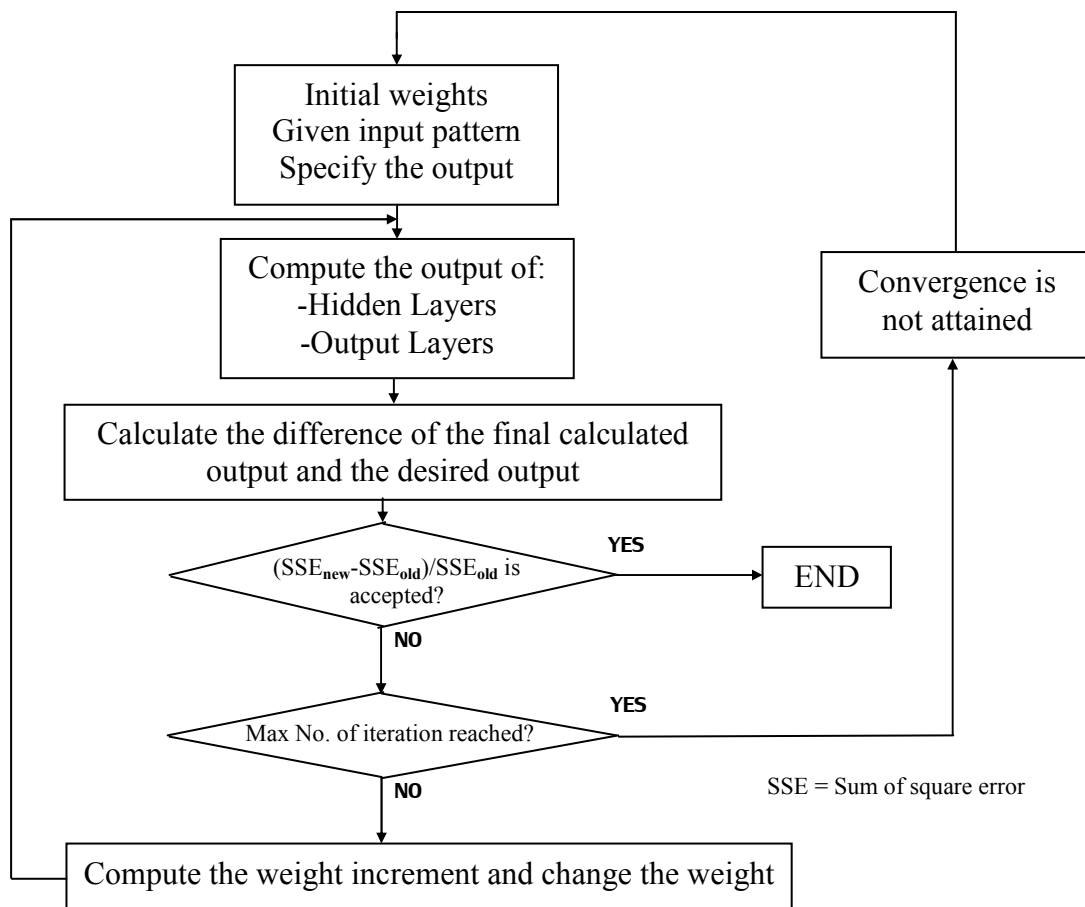 Initial weights
Given input pattern
Specify the output
Compute the output of:
-Hidden Layers
-Output Layers
Convergence is
not attained
Calculate the difference of the final calculated
output and the desired output
(SSEnew-SSEold)/SSEold is
accepted?
YES
END
NO
Max No. of iteration reached?
YES
NO
SSE = Sum of square error
Compute the weight increment and change the weight